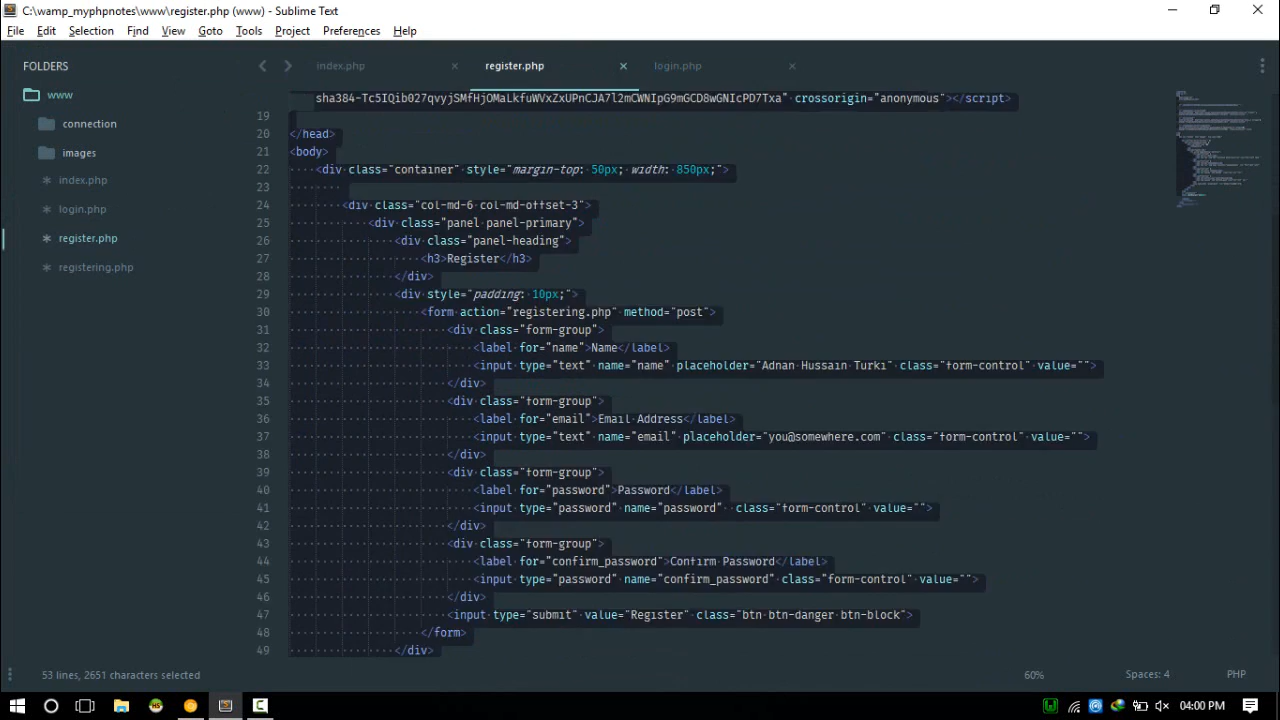 C:\wamp_myphpnotes\www\register.php (www) - Sublime Text
File Edit Selection Find View Goto Tools Project Preferences Help
FOLDERS
www
connection
images
index.php
login.php
register.php
registering.php
index.php register.php login.php
sha384-Tc5IQib027qvyjSMfHjOMaLkfuWVxZxUPnCJA7l2mCWNIpG9mGCD8wGNIcPD7Txa" crossorigin="anonymous"></script>
19
20 </head>
21 <body>
22 <div class="container" style="margin-top: 50px; width: 850px;">
23
24 <div class="col-md-6 col-md-offset-3">
25 <div class="panel panel-primary">
26 <div class="panel-heading">
27 <h3>Register</h3>
28 </div>
29 <div style="padding: 10px;">
30 <form action="registering.php" method="post">
31 <div class="form-group">
32 <label for="name">Name</label>
33 <input type="text" name="name" placeholder="Adnan Hussain Turki" class="form-control" value="">
34 </div>
35 <div class="form-group">
36 <label for="email">Email Address</label>
37 <input type="text" name="email" placeholder="you@somewhere.com" class="form-control" value="">
38 </div>
39 <div class="form-group">
40 <label for="password">Password</label>
41 <input type="password" name="password"  class="form-control" value="">
42 </div>
43 <div class="form-group">
44 <label for="confirm_password">Confirm Password</label>
45 <input type="password" name="confirm_password" class="form-control" value="">
46 </div>
47 <input type="submit" value="Register" class="btn btn-danger btn-block">
48 </form>
49 </div>
53 lines, 2651 characters selected
60%
Spaces: 4
PHP
04:00 PM